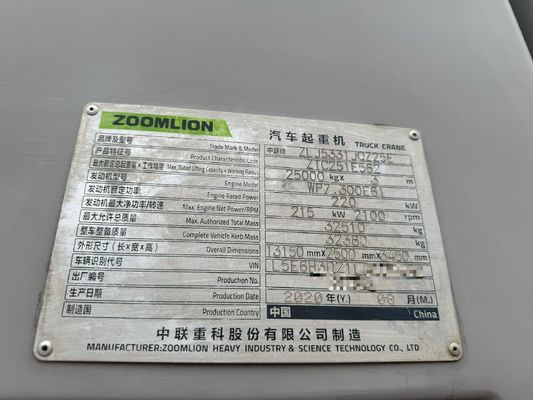 ZOOMLION 汽车起重机 TRUCK CRANE
品牌及型号 Trade Mark & Model 中联牌 ZLJ5331JQZ25E
产品特征号 Product Characteristic Code ZTC251E562
最大额定总起重量×工作幅度 Max. Rated Lifting Capacity × Working Radius 25000 kg x 3 m
发动机型号 Engine Model WP7.300E61
发动机额定功率 Engine Rated Power 220 kW
发动机最大净功率/转速 Max. Engine Net Power/RPM 215 kW 2100 rpm
最大允许总质量 Max. Authorized Total Mass 32510 kg
整车整备质量 Complete Vehicle Kerb Mass 32380 kg
外形尺寸（长×宽×高） Overall Dimensions 13150 mm×2500 mm×3450 mm
车辆识别代号 VIN
出厂编号 Production No.
生产日期 Production Date 2020 年(Y.) 08 月(M.)
制造国 Production Country 中国 China
中联重科股份有限公司制造
MANUFACTURER:ZOOMLION HEAVY INDUSTRY & SCIENCE TECHNOLOGY CO., LTD